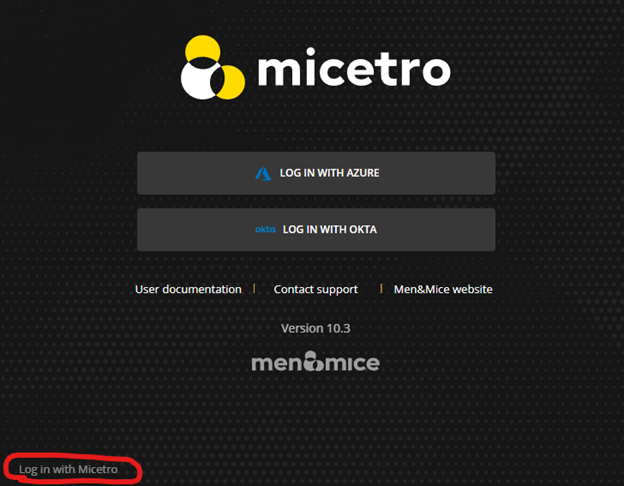 micetro
LOG IN WITH AZURE
okta LOG IN WITH OKTA
User documentation | Contact support | Men&Mice website
Version 10.3
men&mice
Log in with Micetro